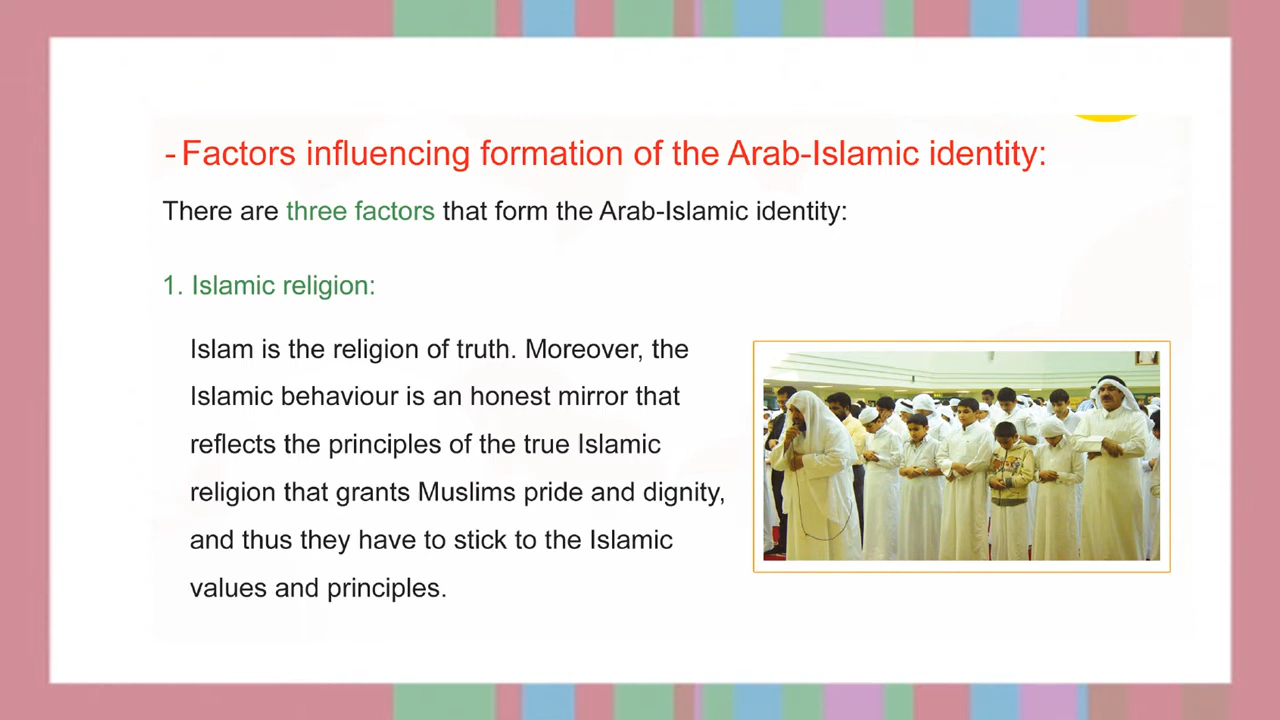 - Factors influencing formation of the Arab-Islamic identity:
There are three factors that form the Arab-Islamic identity:
1. Islamic religion:
Islam is the religion of truth. Moreover, the
Islamic behaviour is an honest mirror that
reflects the principles of the true Islamic
religion that grants Muslims pride and dignity,
and thus they have to stick to the Islamic
values and principles.